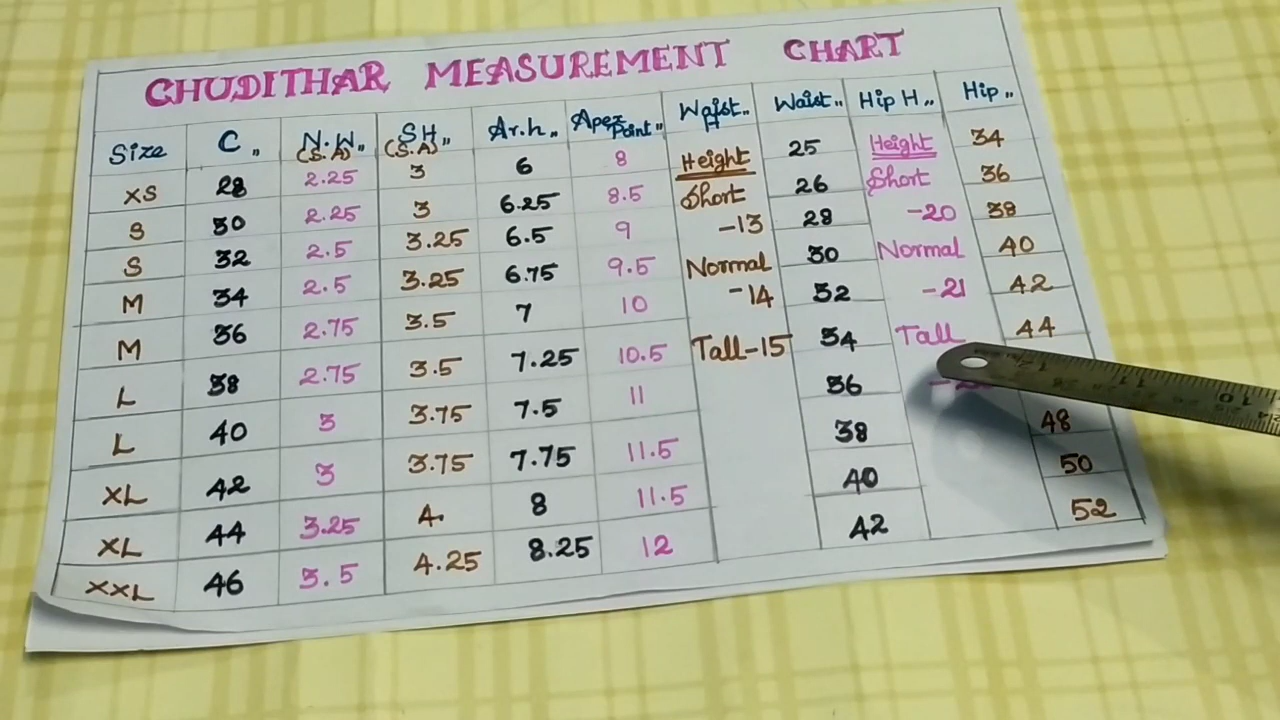 CHUDITHAR MEASUREMENT CHART
Size C " N.W." (S.A) SH " (S.A) Ar.h " Apex Point " Waist " H Waist " Hip H " Hip "
XS 28 2.25 3 6 8 Height 25 Height 34
S 30 2.25 3 6.25 8.5 Short 26 Short 36
S 32 2.5 3.25 6.5 9 -13 28 -20 38
M 34 2.5 3.25 6.75 9.5 Normal 30 Normal 40
M 36 2.75 3.5 7 10 -14 32 -21 42
L 38 2.75 3.5 7.25 10.5 Tall-15 34 Tall 44
L 40 3 3.75 7.5 11 36
XL 42 3 3.75 7.75 11.5 38 48
XL 44 3.25 4 8 11.5 40 50
XXL 46 3.5 4.25 8.25 12 42 52